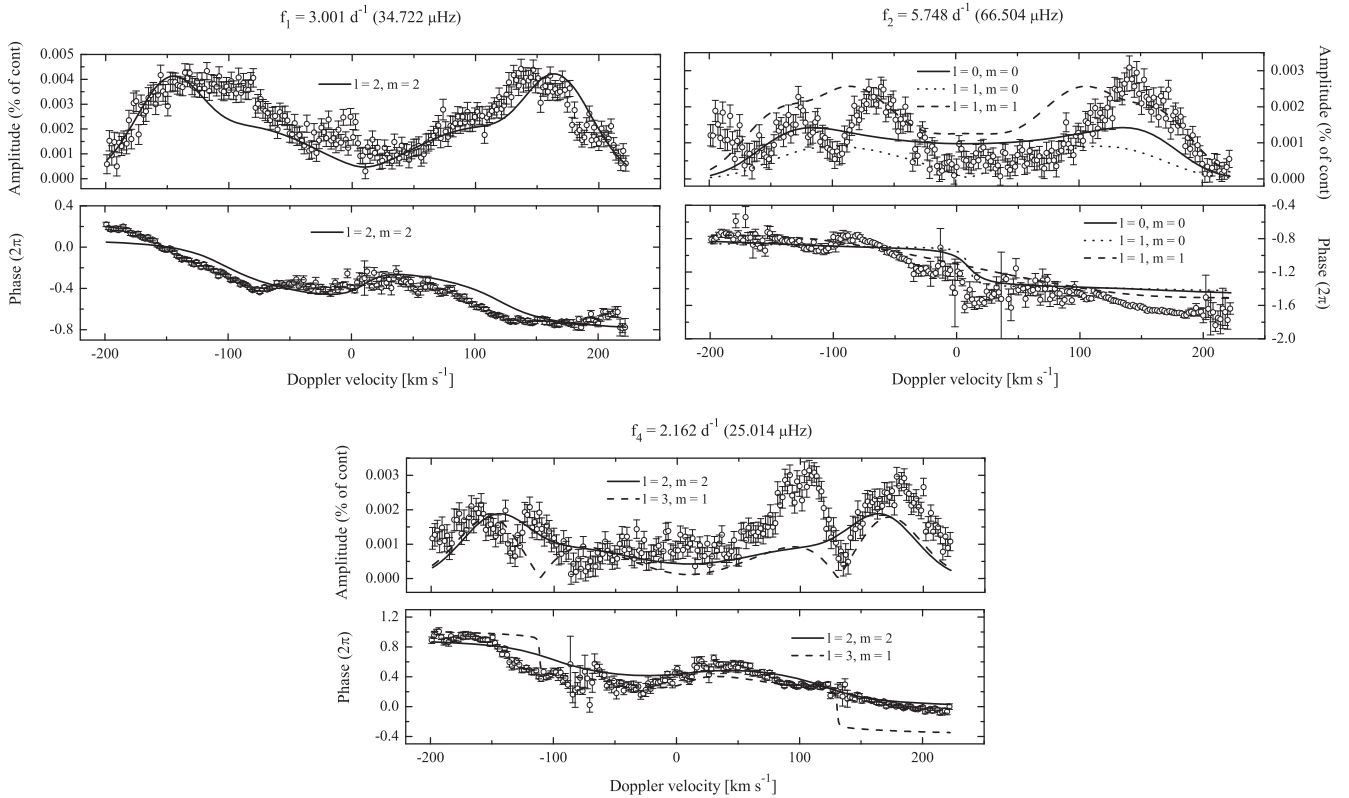 f1 = 3.001 d-1 (34.722 μHz)
Amplitude (% of cont)
0.005
0.004
0.003
0.002
0.001
0.000
l = 2, m = 2
Phase (2π)
0.4
0.0
-0.4
-0.8
l = 2, m = 2
-200 -100 0 100 200
Doppler velocity [km s-1]
f2 = 5.748 d-1 (66.504 μHz)
l = 0, m = 0
l = 1, m = 0
l = 1, m = 1
0.003
0.002
0.001
0.000
Amplitude (% of cont)
l = 0, m = 0
l = 1, m = 0
l = 1, m = 1
-0.4
-0.8
-1.2
-1.6
-2.0
Phase (2π)
-200 -100 0 100 200
Doppler velocity [km s-1]
f4 = 2.162 d-1 (25.014 μHz)
Amplitude (% of cont)
0.003
0.002
0.001
0.000
l = 2, m = 2
l = 3, m = 1
Phase (2π)
1.2
0.8
0.4
0.0
-0.4
l = 2, m = 2
l = 3, m = 1
-200 -100 0 100 200
Doppler velocity [km s-1]